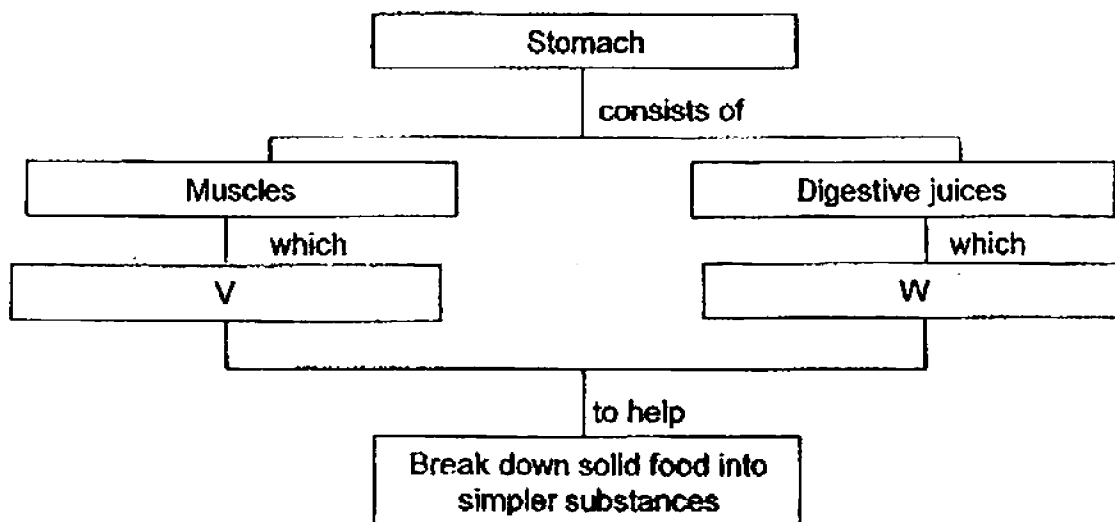 Stomach
consists of
Muscles
Digestive juices
which
which
V
W
to help
Break down solid food into
simpler substances